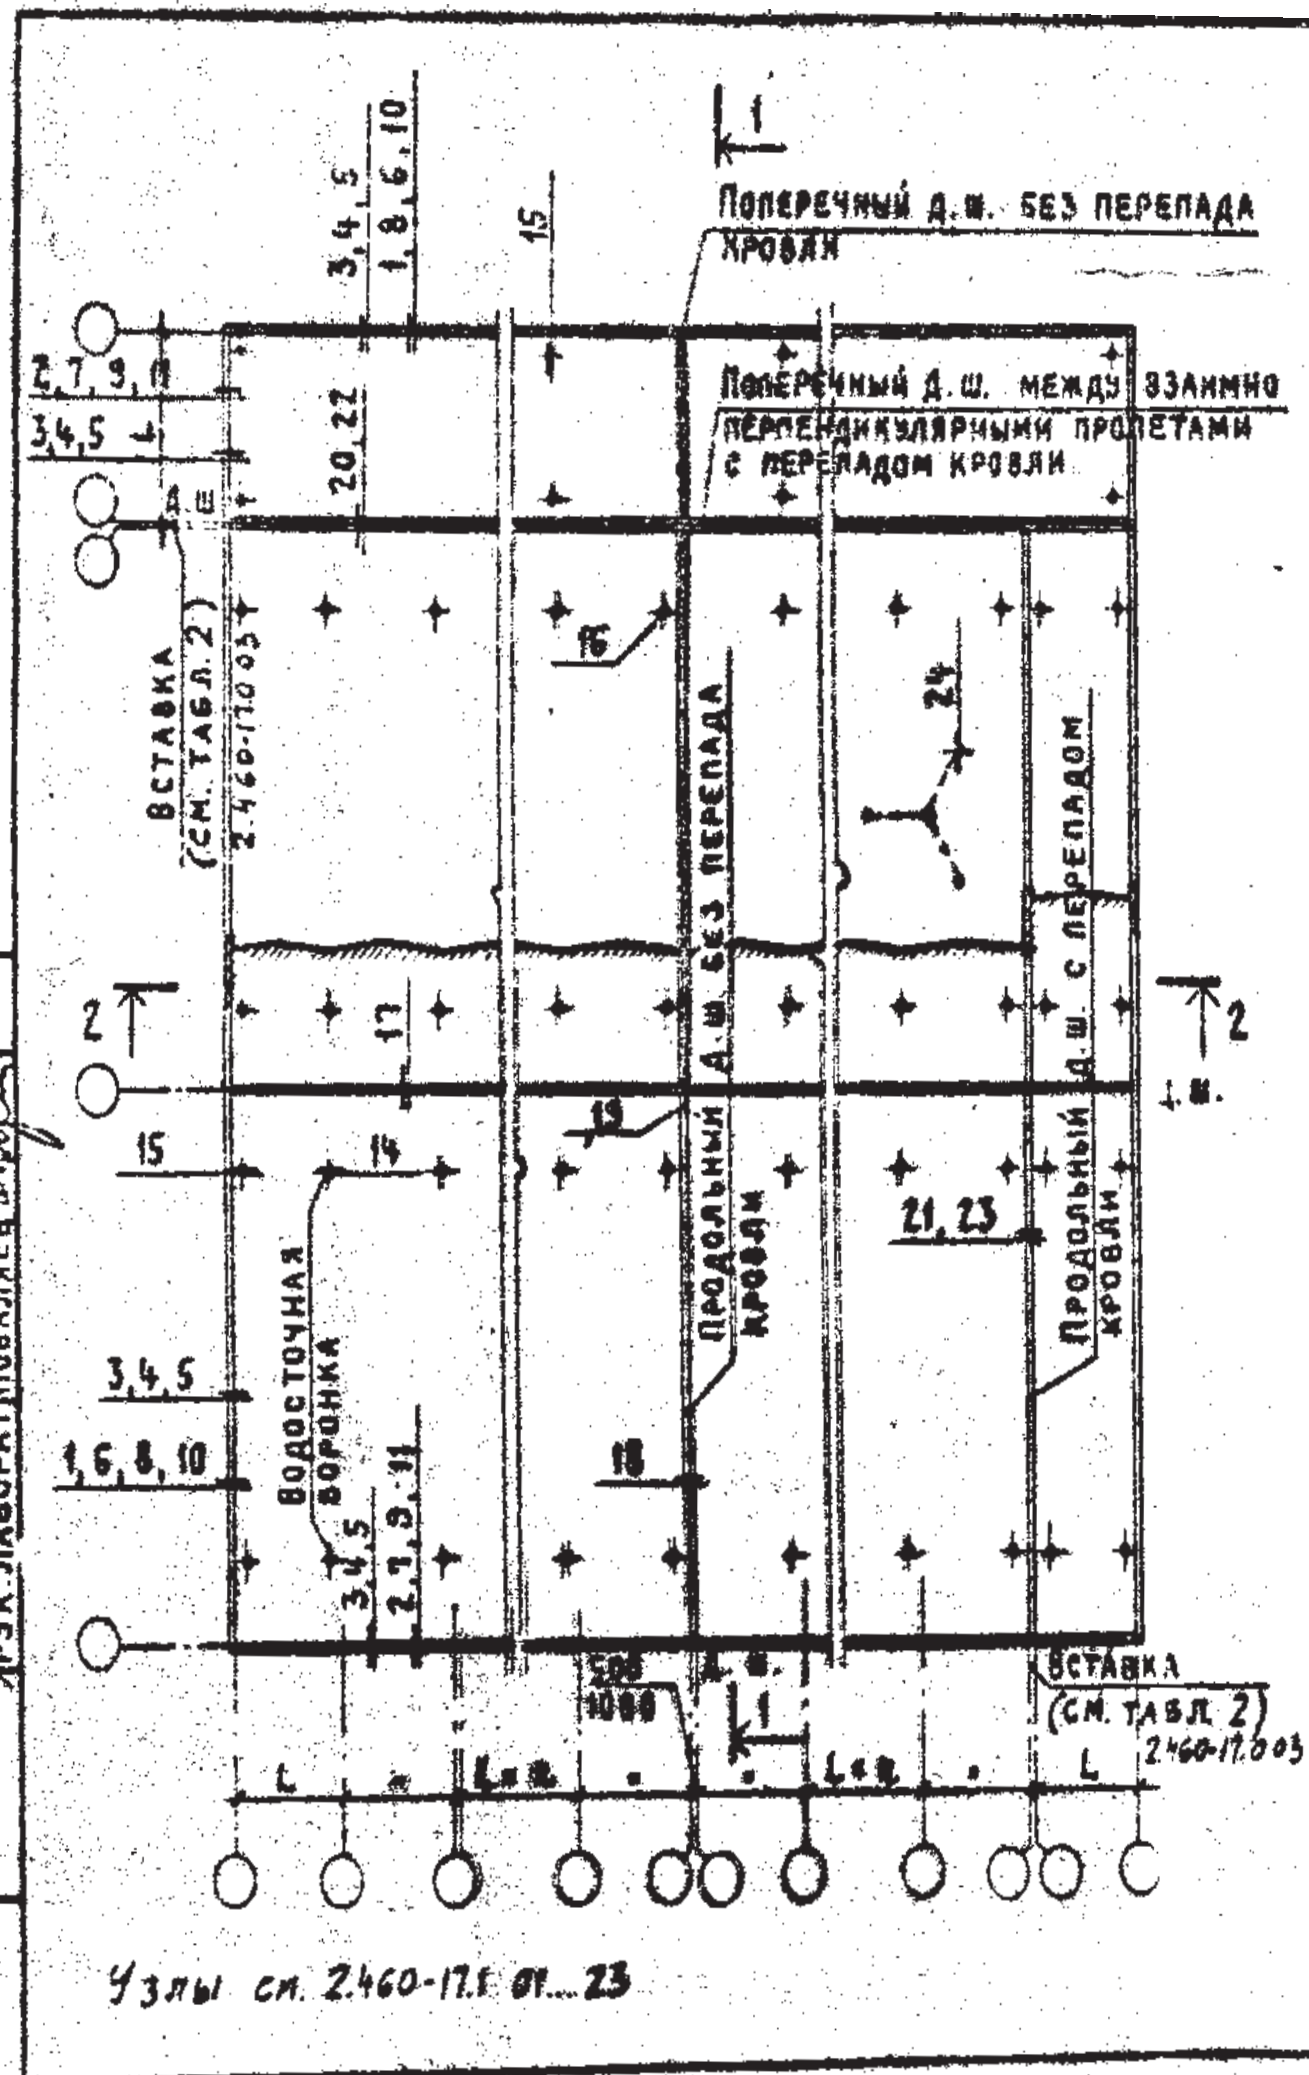 1
Поперечный д.ш. без перепада
кровли
3,4,5
1,8,6,10
15
2,7,9,11
3,4,5
20,22
Поперечный д.ш. между взаимно
перпендикулярными пролетами
с перепадом кровли
д.ш
Вставка
(см. табл. 2)
2.460-17.0 03
16
24
Продольный д.ш. без перепада
кровли
Продольный д.ш. с перепадом
кровли
2
17
2
д.ш.
19
15
14
21,23
Водосточная
воронка
3,4,5
1,6,8,10
18
3,4,5
2,7,9,11
500
1000
д.ш.
1
Вставка
(см. табл. 2)
2.460-17.0 03
L
L
Узлы см. 2.460-17.1 01...23